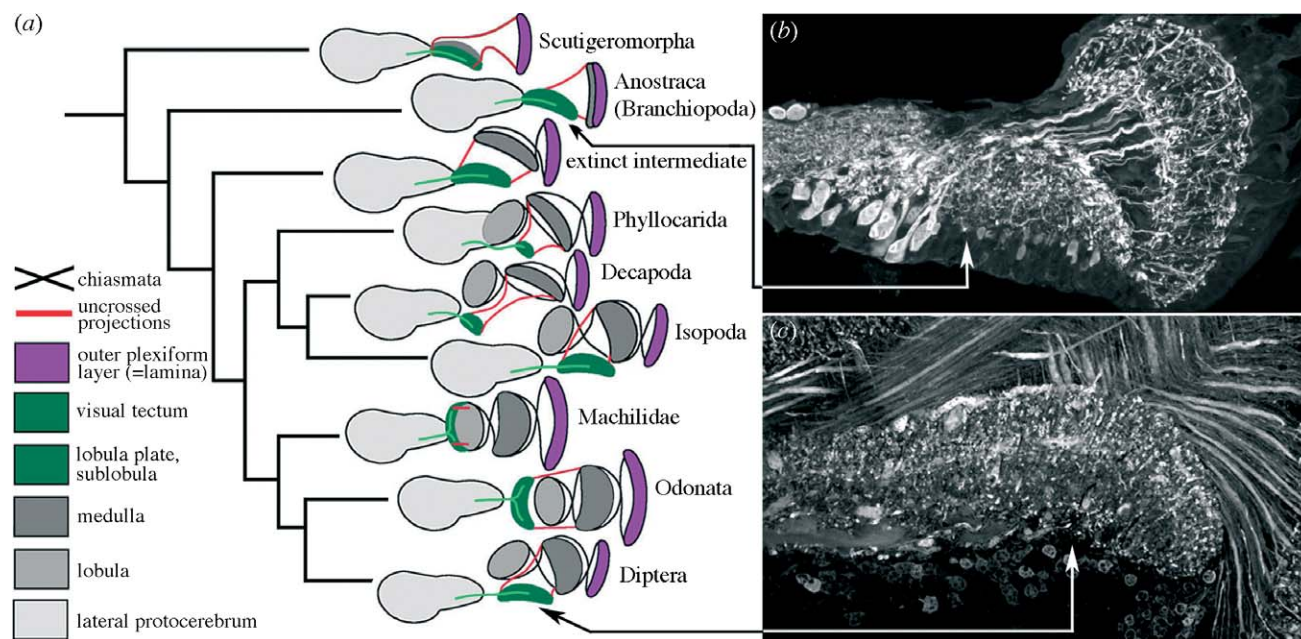 (a)
Scutigeromorpha
Anostraca
(Branchiopoda)
extinct intermediate
Phyllocarida
Decapoda
Isopoda
Machilidae
Odonata
Diptera
chiasmata
uncrossed
projections
outer plexiform
layer (=lamina)
visual tectum
lobula plate,
sublobula
medulla
lobula
lateral protocerebrum
(b)
(c)